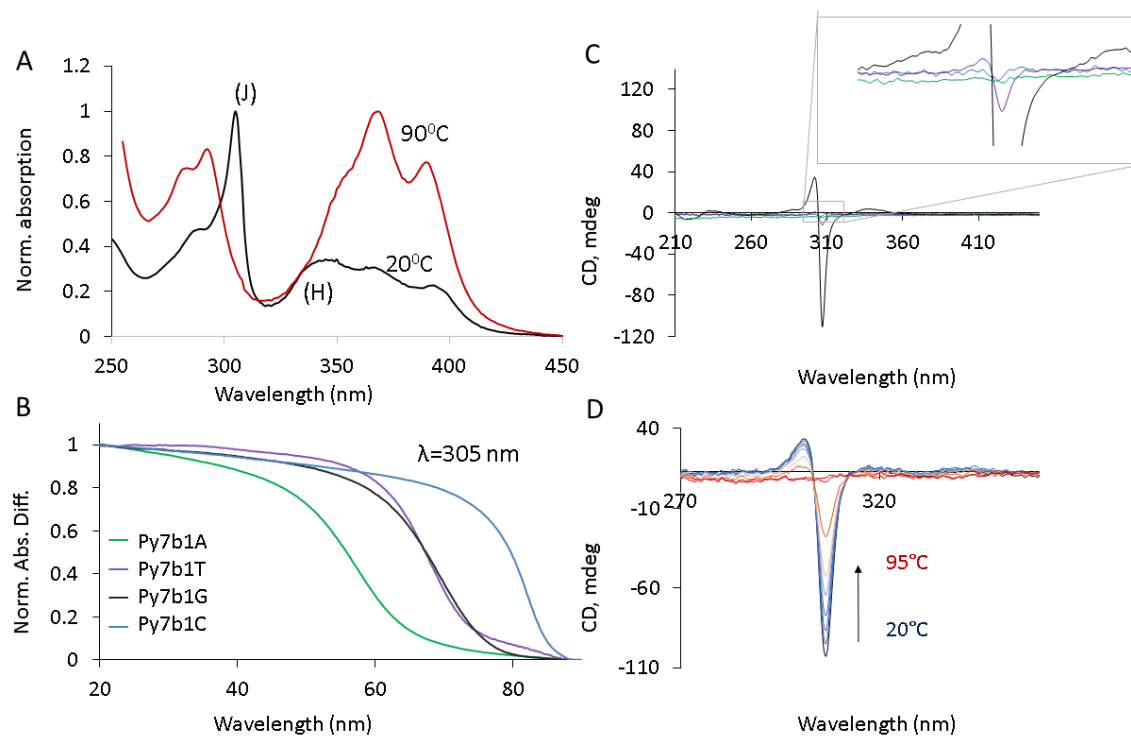 A
1.2
1
0.8
0.6
0.4
0.2
0
Norm. absorption
(J)
90⁰C
20⁰C
(H)
250
300
350
400
450
Wavelength (nm)
B
1
0.8
0.6
0.4
0.2
0
Norm. Abs. Diff.
λ=305 nm
Py7b1A
Py7b1T
Py7b1G
Py7b1C
20
40
60
80
Wavelength (nm)
C
120
80
40
0
-40
-80
-120
CD, mdeg
210
260
310
360
410
Wavelength (nm)
D
40
-10
-60
-110
CD, mdeg
270
320
95°C
20°C
Wavelength (nm)